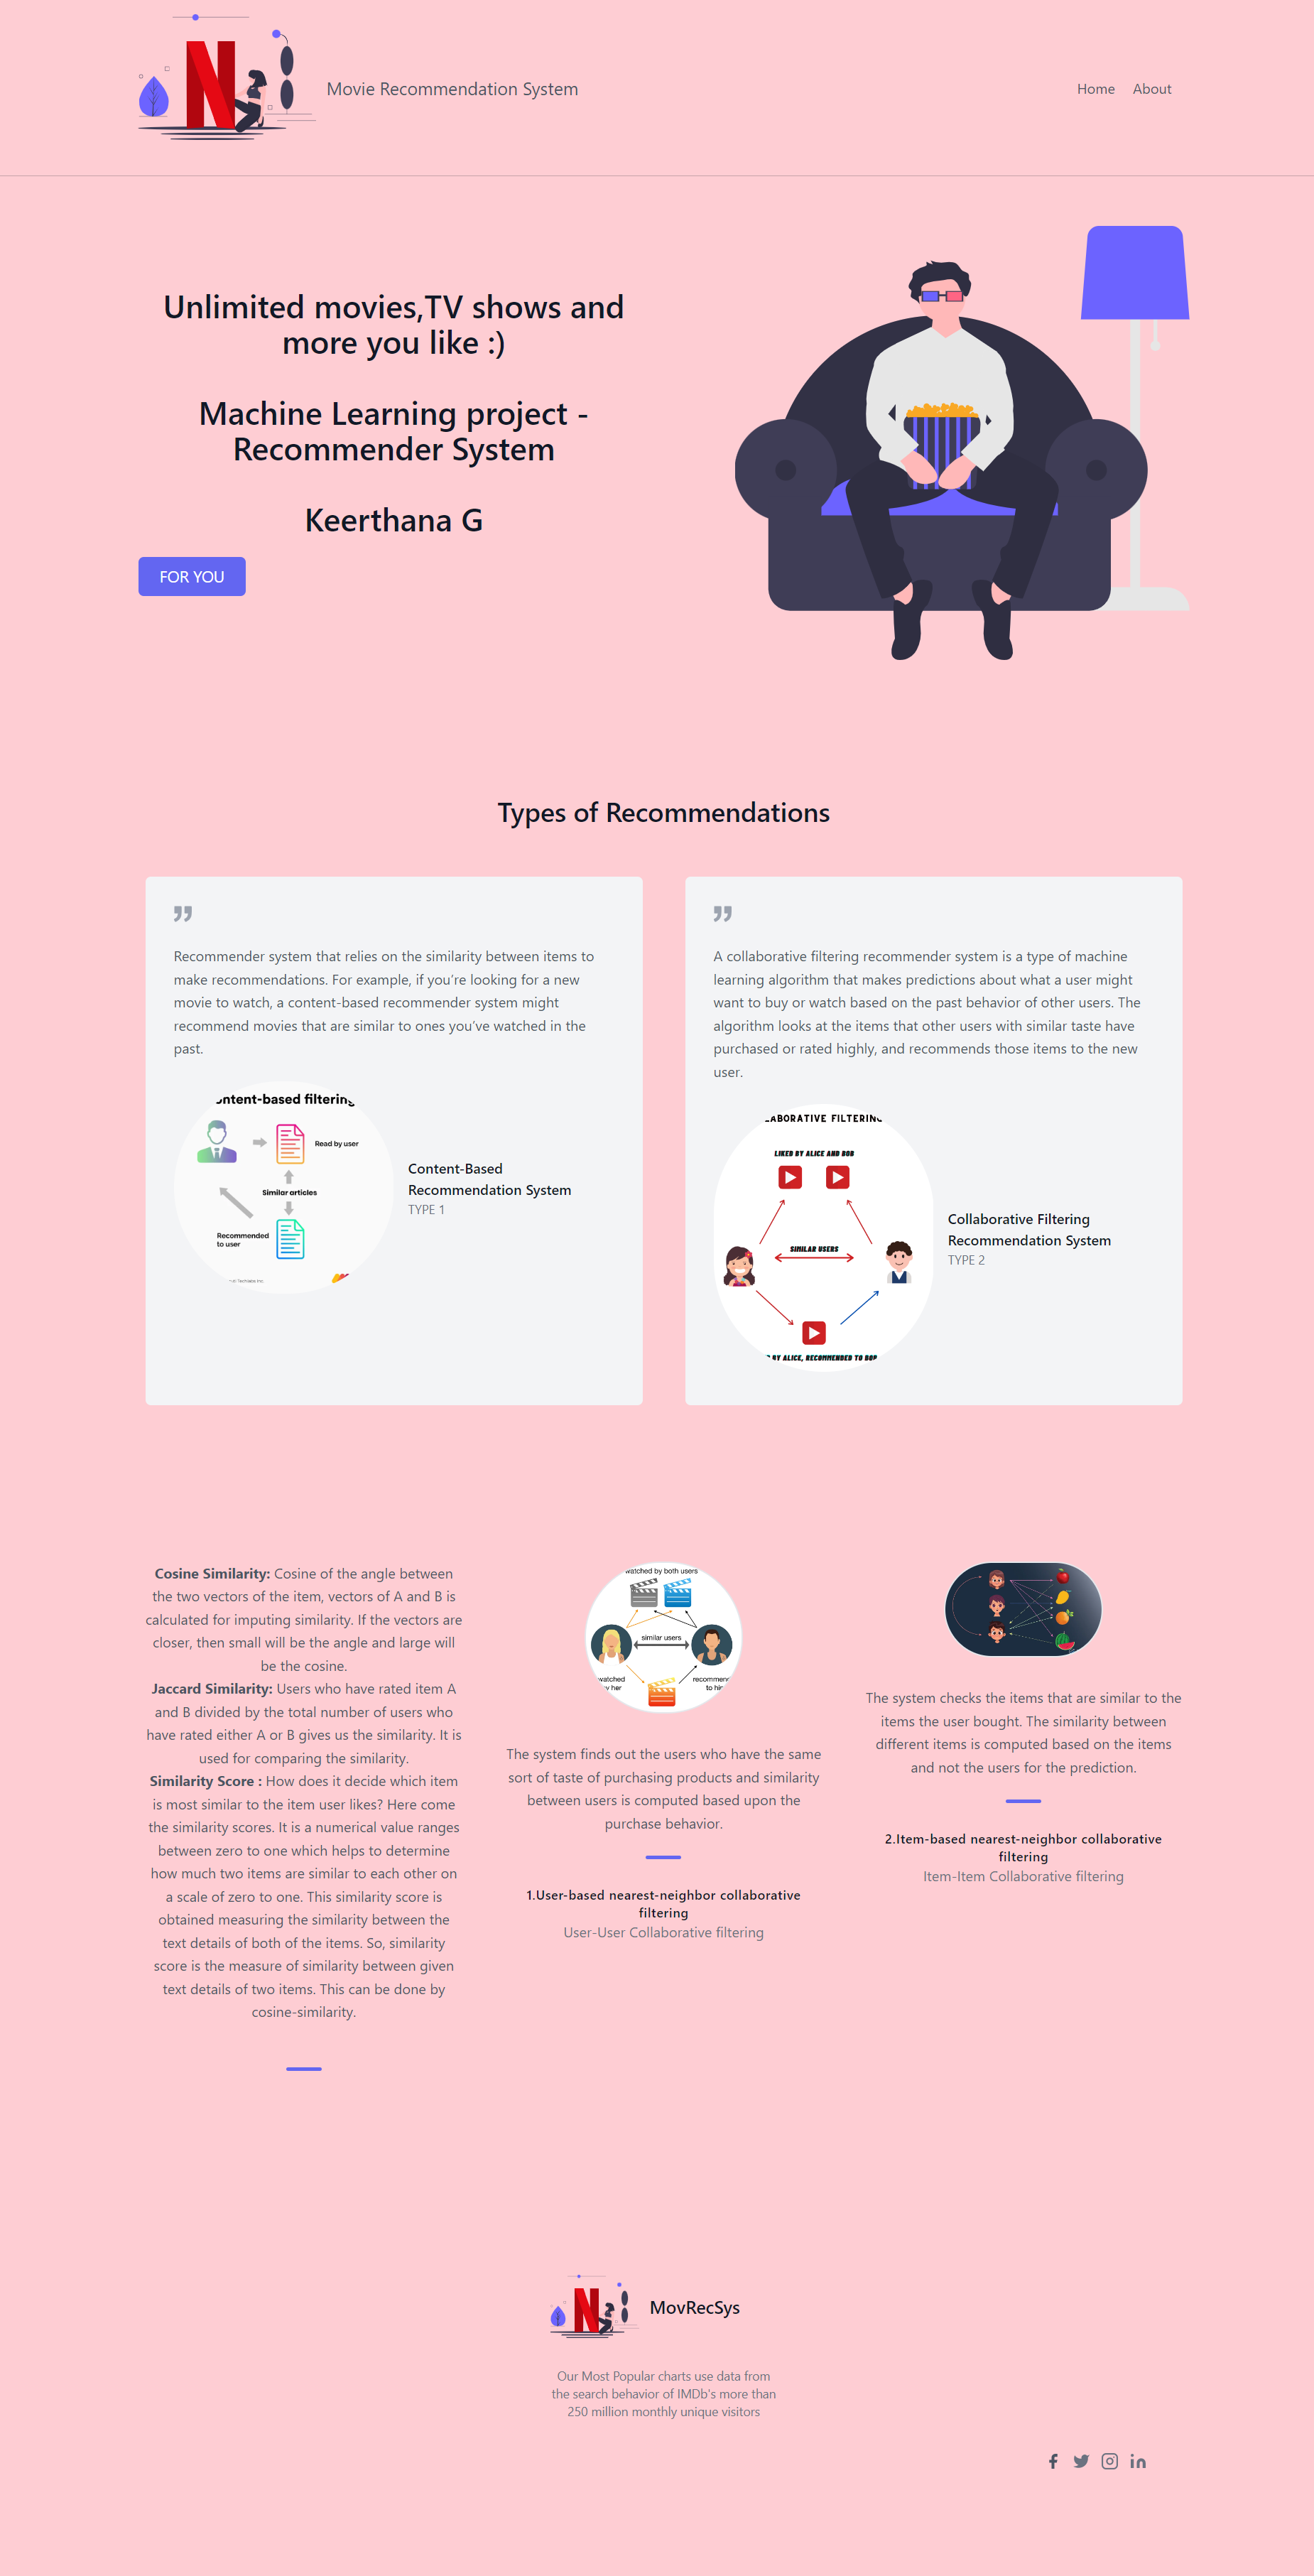 N
Movie Recommendation System
Home About
Unlimited movies,TV shows and
more you like :)
Machine Learning project -
Recommender System
Keerthana G
FOR YOU
Types of Recommendations
Recommender system that relies on the similarity between items to
make recommendations. For example, if you’re looking for a new
movie to watch, a content-based recommender system might
recommend movies that are similar to ones you’ve watched in the
past.
ontent-based filtering
Read by user
Similar articles
Recommended
to user
Content-Based
Recommendation System
TYPE 1
A collaborative filtering recommender system is a type of machine
learning algorithm that makes predictions about what a user might
want to buy or watch based on the past behavior of other users. The
algorithm looks at the items that other users with similar taste have
purchased or rated highly, and recommends those items to the new
user.
LABORATIVE FILTERING
LIKED BY ALICE AND BOB
SIMILAR USERS
BY ALICE, RECOMMENDED TO BOB
Collaborative Filtering
Recommendation System
TYPE 2
Cosine Similarity: Cosine of the angle between
the two vectors of the item, vectors of A and B is
calculated for imputing similarity. If the vectors are
closer, then small will be the angle and large will
be the cosine.
Jaccard Similarity: Users who have rated item A
and B divided by the total number of users who
have rated either A or B gives us the similarity. It is
used for comparing the similarity.
Similarity Score : How does it decide which item
is most similar to the item user likes? Here come
the similarity scores. It is a numerical value ranges
between zero to one which helps to determine
how much two items are similar to each other on
a scale of zero to one. This similarity score is
obtained measuring the similarity between the
text details of both of the items. So, similarity
score is the measure of similarity between given
text details of two items. This can be done by
cosine-similarity.
watched by both users
similar users
watched
by her
recommen
to hi
The system finds out the users who have the same
sort of taste of purchasing products and similarity
between users is computed based upon the
purchase behavior.
1.User-based nearest-neighbor collaborative
filtering
User-User Collaborative filtering
The system checks the items that are similar to the
items the user bought. The similarity between
different items is computed based on the items
and not the users for the prediction.
2.Item-based nearest-neighbor collaborative
filtering
Item-Item Collaborative filtering
N
MovRecSys
Our Most Popular charts use data from
the search behavior of IMDb's more than
250 million monthly unique visitors